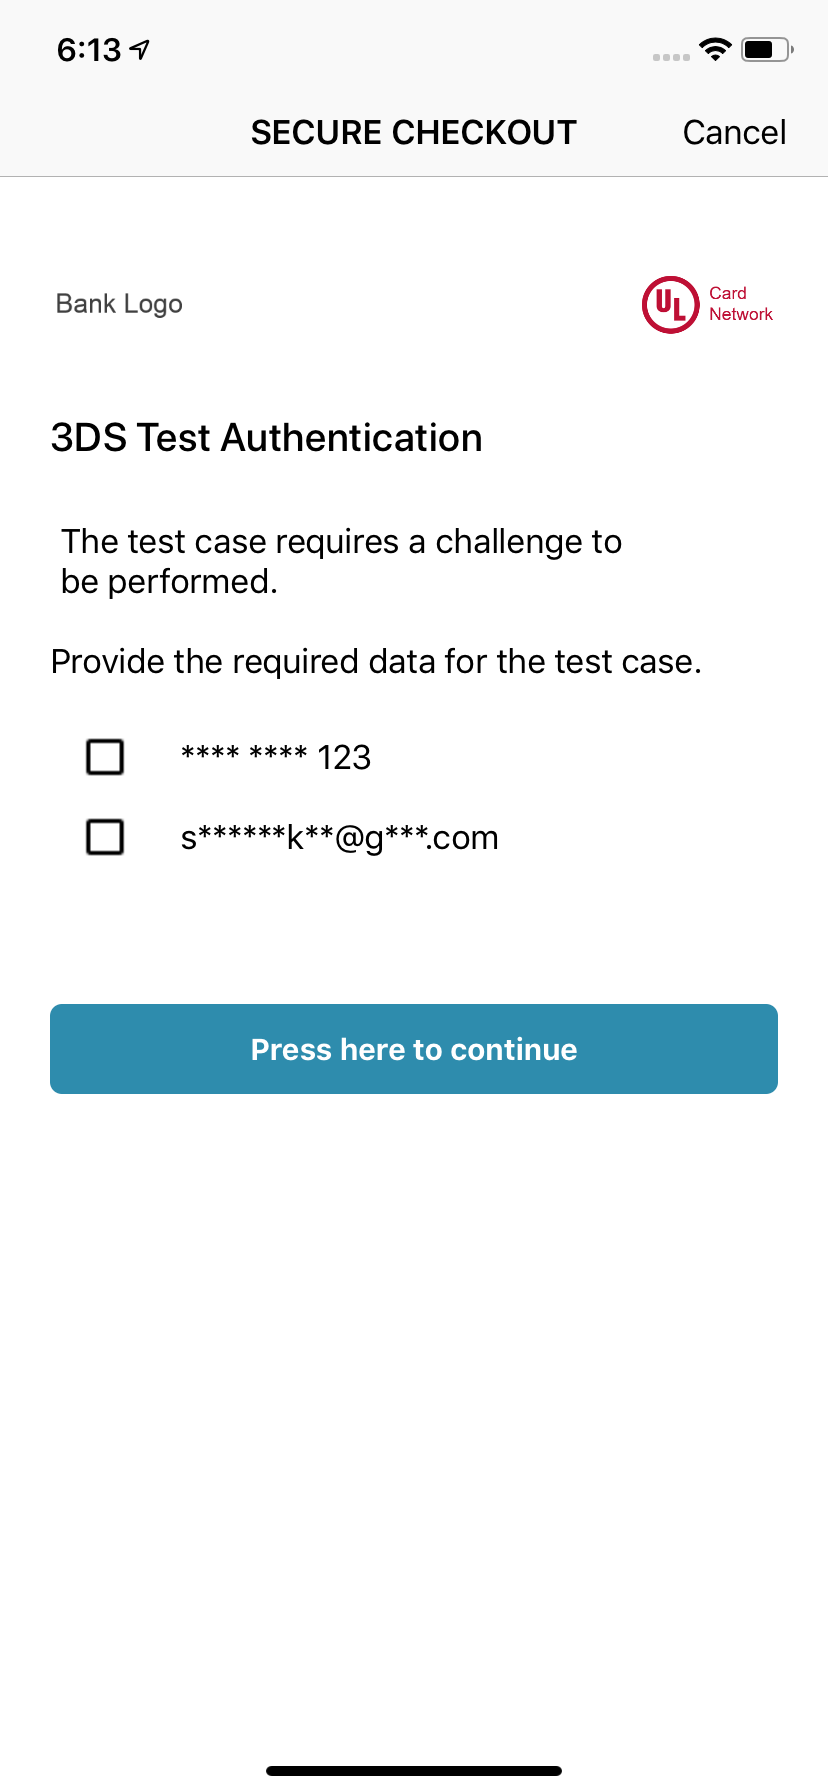 6:13
SECURE CHECKOUT
Cancel
Bank Logo
UL
Card
Network
3DS Test Authentication
The test case requires a challenge to
be performed.
Provide the required data for the test case.
**** **** 123
s******k**@g***.com
Press here to continue